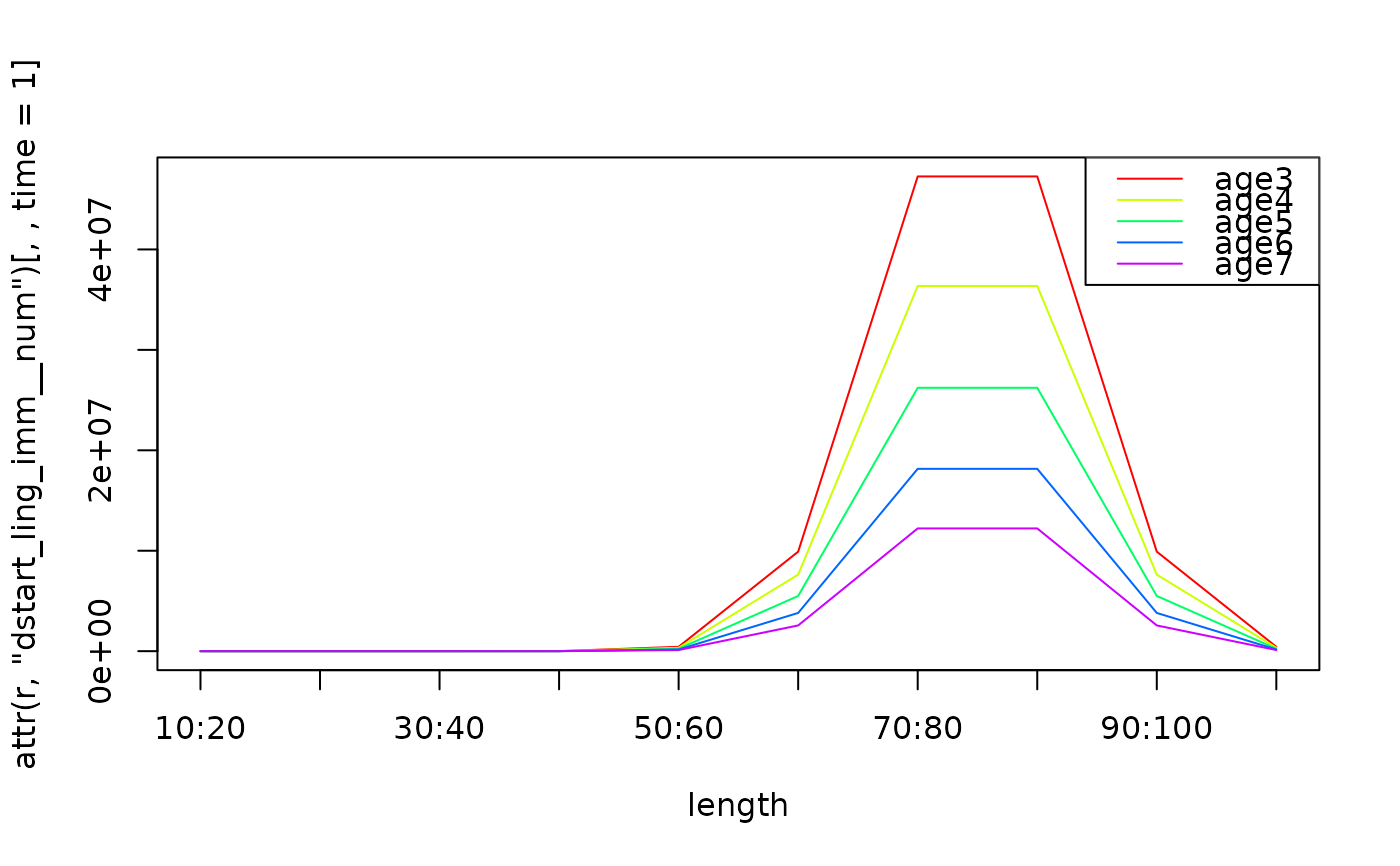 attr(r, "dstart_ling_imm__num")[, , time = 1]
4e+07
2e+07
0e+00
age3
age4
age5
age6
age7
10:20
30:40
50:60
70:80
90:100
length